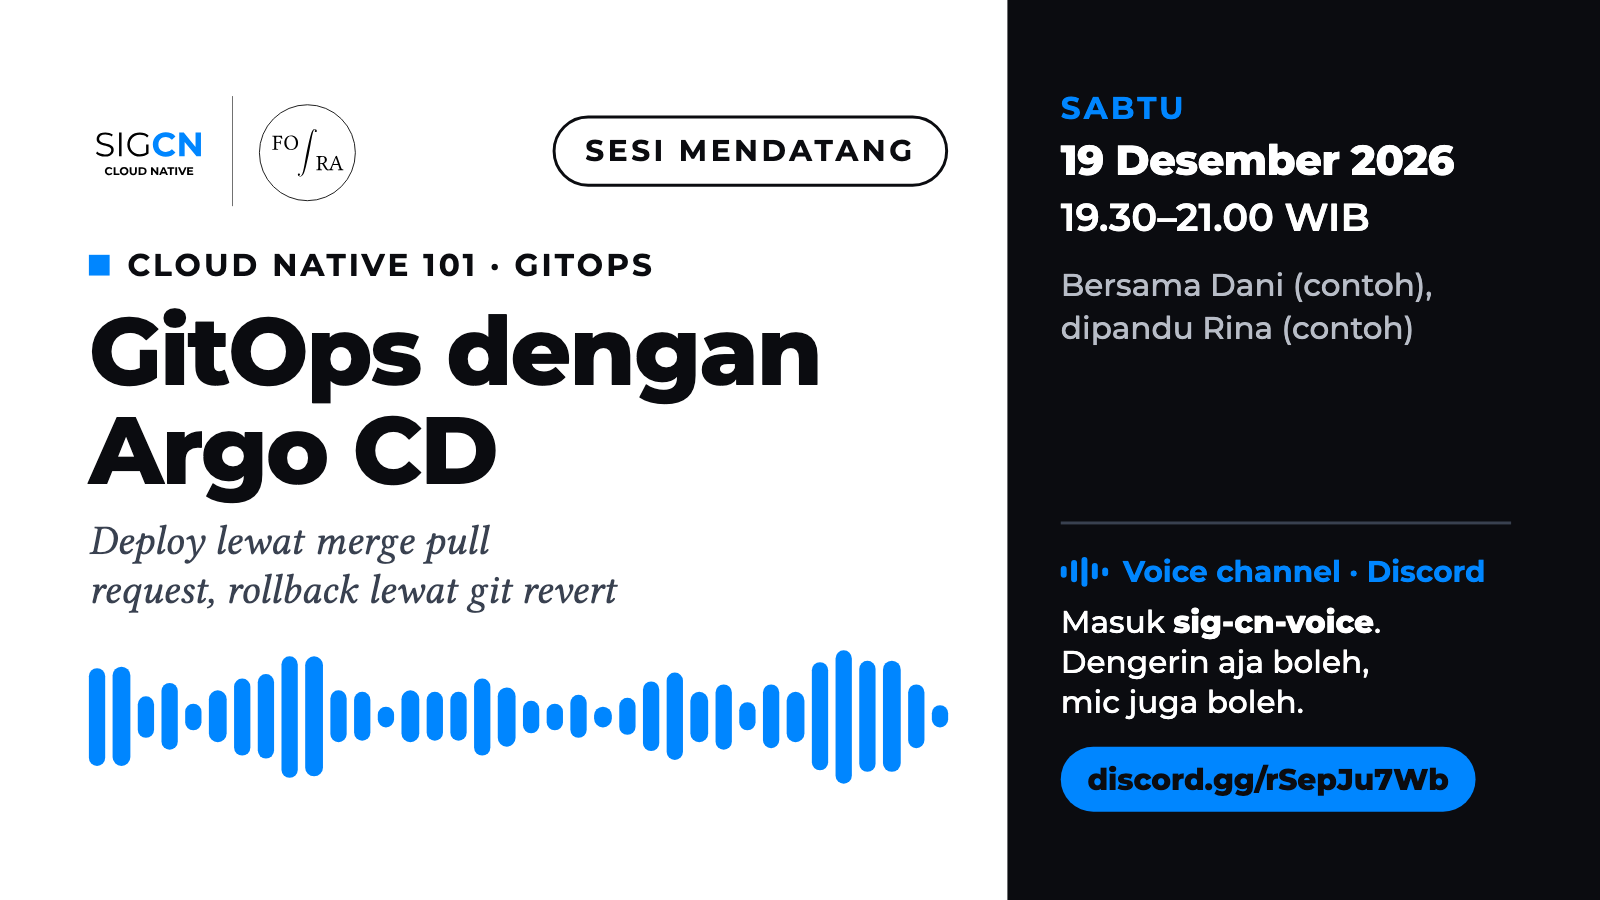 SIGCN
CLOUD NATIVE
FO RA
SESI MENDATANG
CLOUD NATIVE 101 · GITOPS
GitOps dengan
Argo CD
Deploy lewat merge pull
request, rollback lewat git revert
SABTU
19 Desember 2026
19.30–21.00 WIB
Bersama Dani (contoh),
dipandu Rina (contoh)
Voice channel · Discord
Masuk sig-cn-voice.
Dengerin aja boleh,
mic juga boleh.
discord.gg/rSepJu7Wb